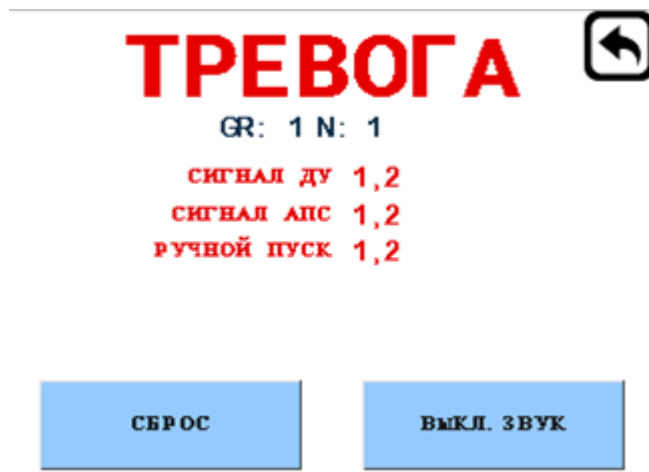 ТРЕВОГА
GR: 1 N: 1
СИГНАЛ ДУ 1,2
СИГНАЛ АПС 1,2
РУЧНОЙ ПУСК 1,2
СБРОС
ВЫКЛ. ЗВУК